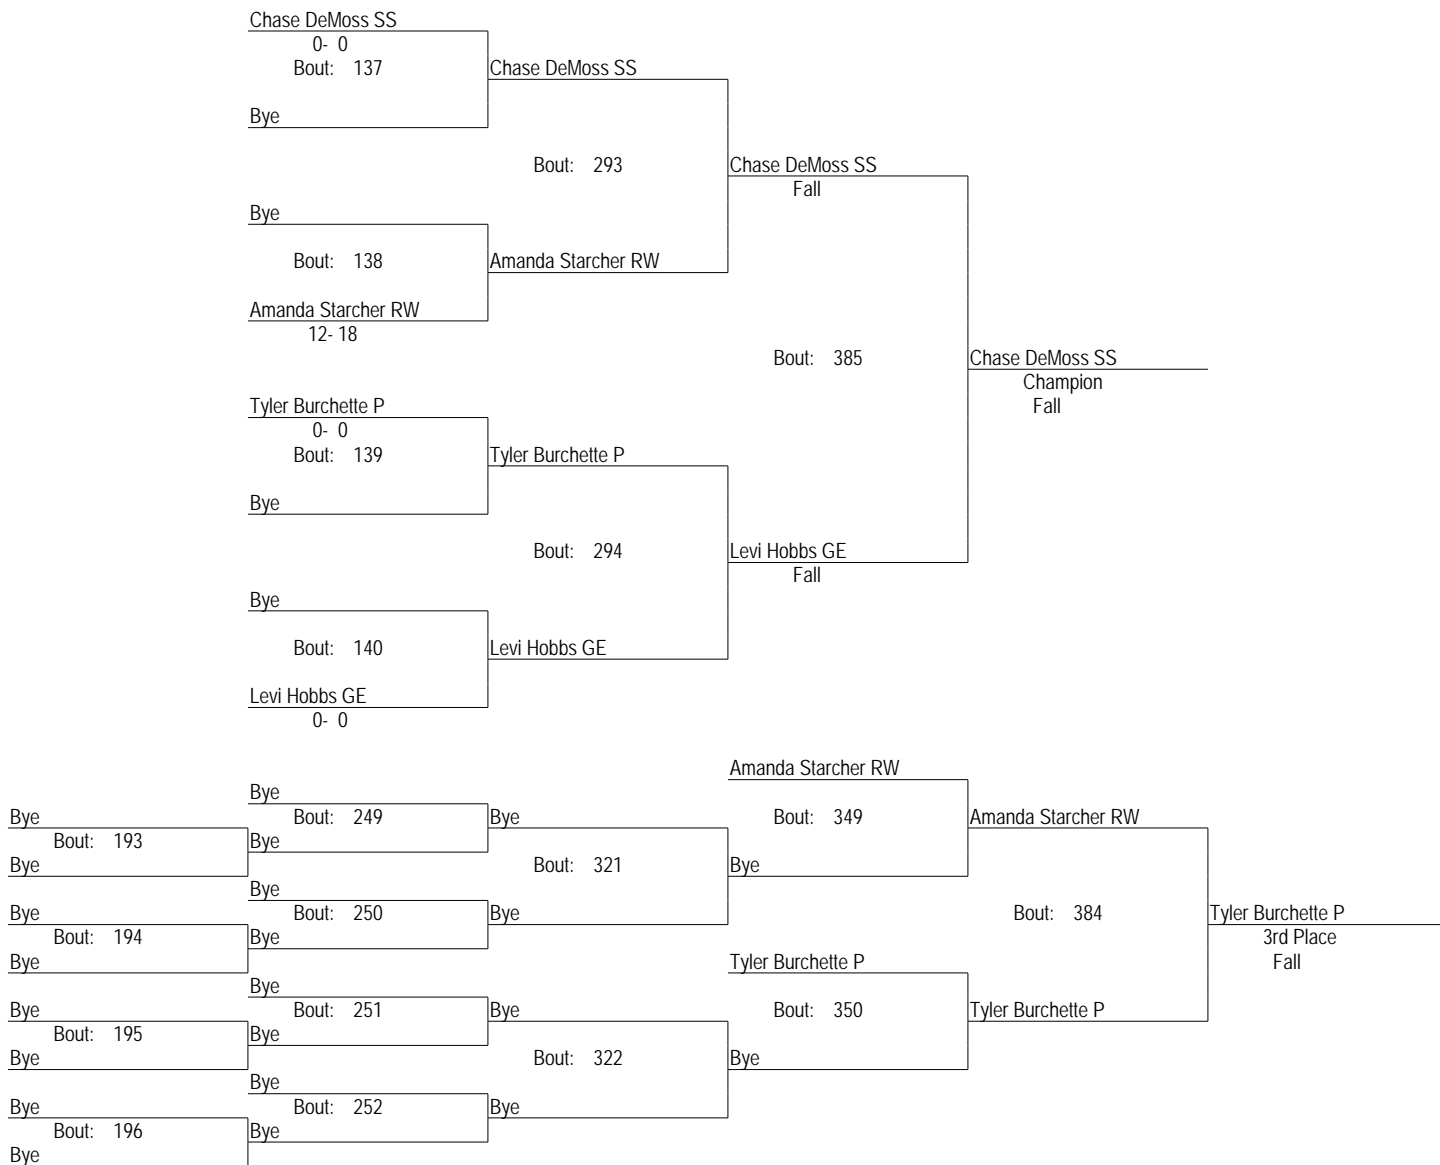 Chase DeMoss SS
0- 0
Bout: 137
Chase DeMoss SS
Bye
Bout: 293
Chase DeMoss SS
Fall
Bye
Bout: 138
Amanda Starcher RW
Amanda Starcher RW
12- 18
Bout: 385
Chase DeMoss SS
Champion
Fall
Tyler Burchette P
0- 0
Bout: 139
Tyler Burchette P
Bye
Bout: 294
Levi Hobbs GE
Fall
Bye
Bout: 140
Levi Hobbs GE
Levi Hobbs GE
0- 0
Amanda Starcher RW
Bye
Bye
Bout: 249
Bye
Bout: 349
Amanda Starcher RW
Bout: 193
Bye
Bye
Bout: 321
Bye
Bye
Bye
Bout: 250
Bye
Bout: 384
Tyler Burchette P
Bout: 194
Bye
3rd Place
Bye
Tyler Burchette P
Fall
Bye
Bye
Bout: 251
Bye
Bout: 350
Tyler Burchette P
Bout: 195
Bye
Bye
Bout: 322
Bye
Bye
Bye
Bout: 252
Bye
Bout: 196
Bye
Bye